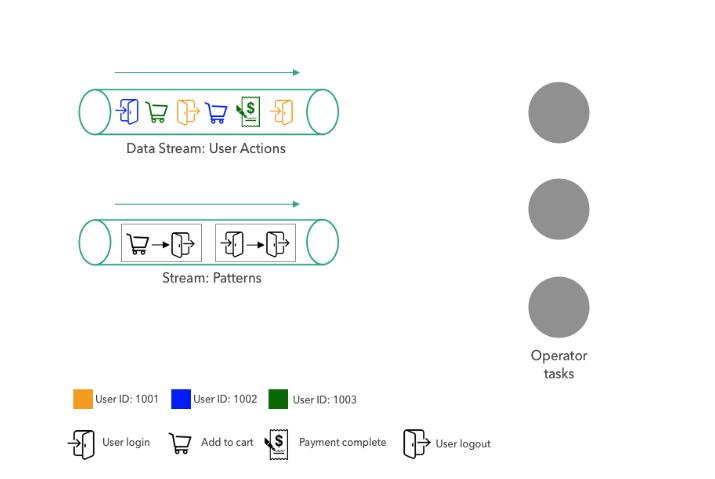 $
Data Stream: User Actions
Stream: Patterns
Operator
tasks
User ID: 1001
User ID: 1002
User ID: 1003
User login
Add to cart
$
Payment complete
User logout